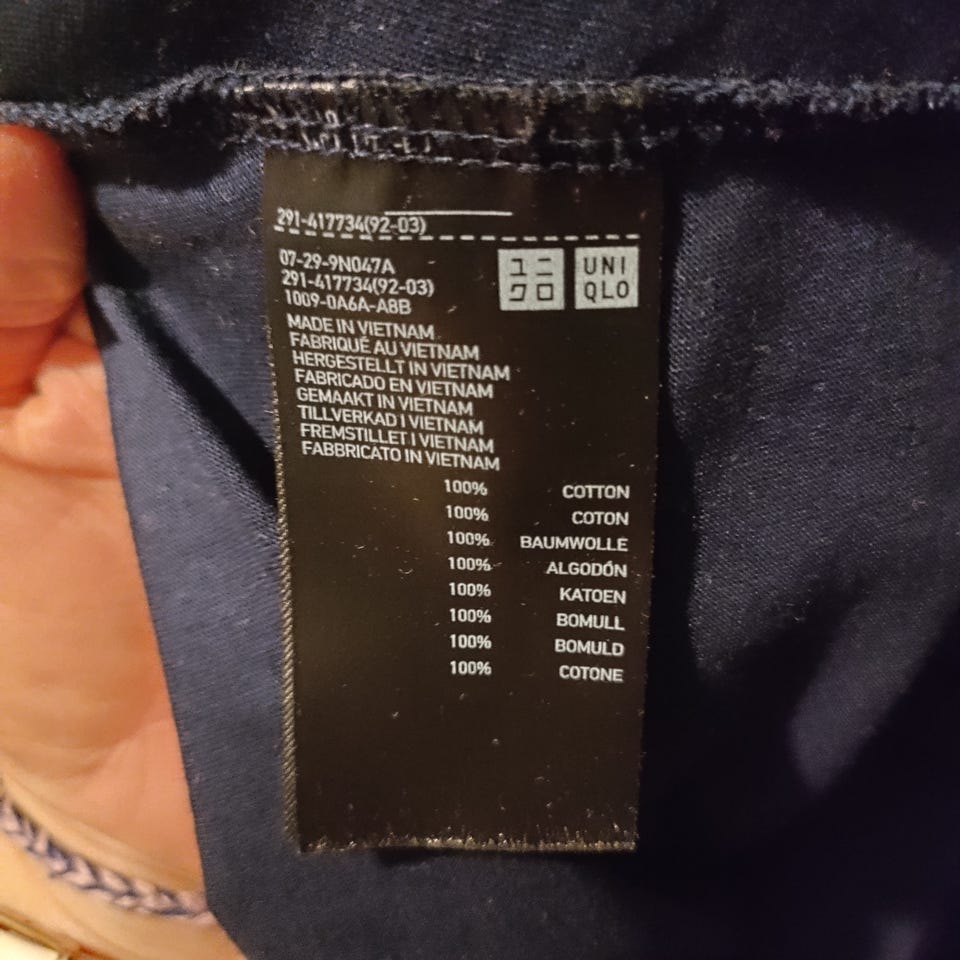 291-417734(92-03)
07-29-9N047A
291-417734(92-03)
1009-0A6A-A8B
ユニ
クロ
UNI
QLO
MADE IN VIETNAM
FABRIQUÉ AU VIETNAM
HERGESTELLT IN VIETNAM
FABRICADO EN VIETNAM
GEMAAKT IN VIETNAM
TILLVERKAD I VIETNAM
FREMSTILLET I VIETNAM
FABBRICATO IN VIETNAM
100% COTTON
100% COTON
100% BAUMWOLLE
100% ALGODÓN
100% KATOEN
100% BOMULL
100% BOMULD
100% COTONE